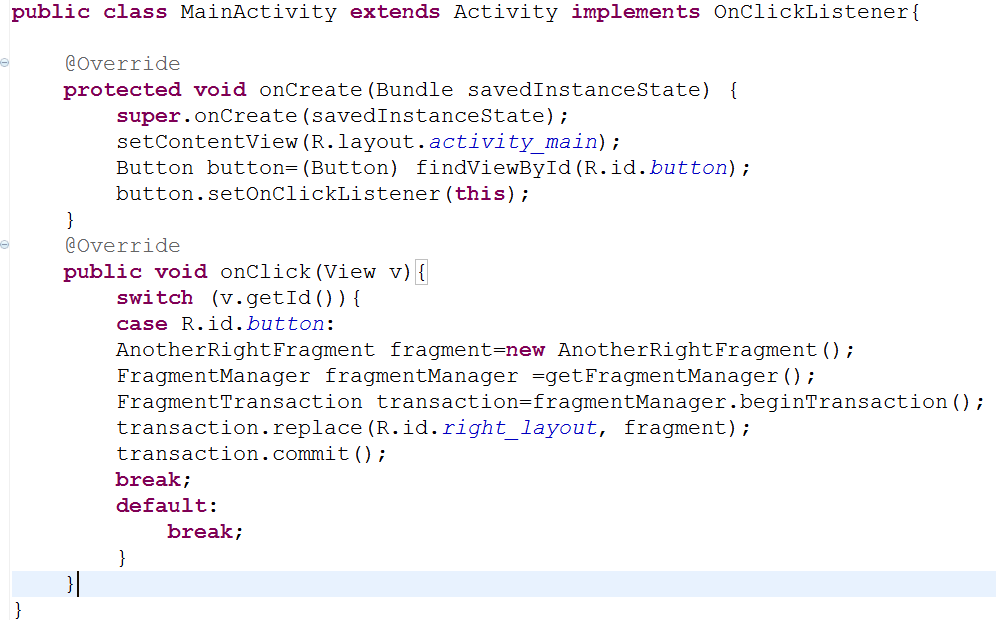 public class MainActivity extends Activity implements OnClickListener{
@Override
protected void onCreate(Bundle savedInstanceState) {
super.onCreate(savedInstanceState);
setContentView(R.layout.activity_main);
Button button=(Button) findViewById(R.id.button);
button.setOnClickListener(this);
}
@Override
public void onClick(View v){
switch (v.getId()){
case R.id.button:
AnotherRightFragment fragment=new AnotherRightFragment();
FragmentManager fragmentManager =getFragmentManager();
FragmentTransaction transaction=fragmentManager.beginTransaction();
transaction.replace(R.id.right_layout, fragment);
transaction.commit();
break;
default:
break;
}
}
}